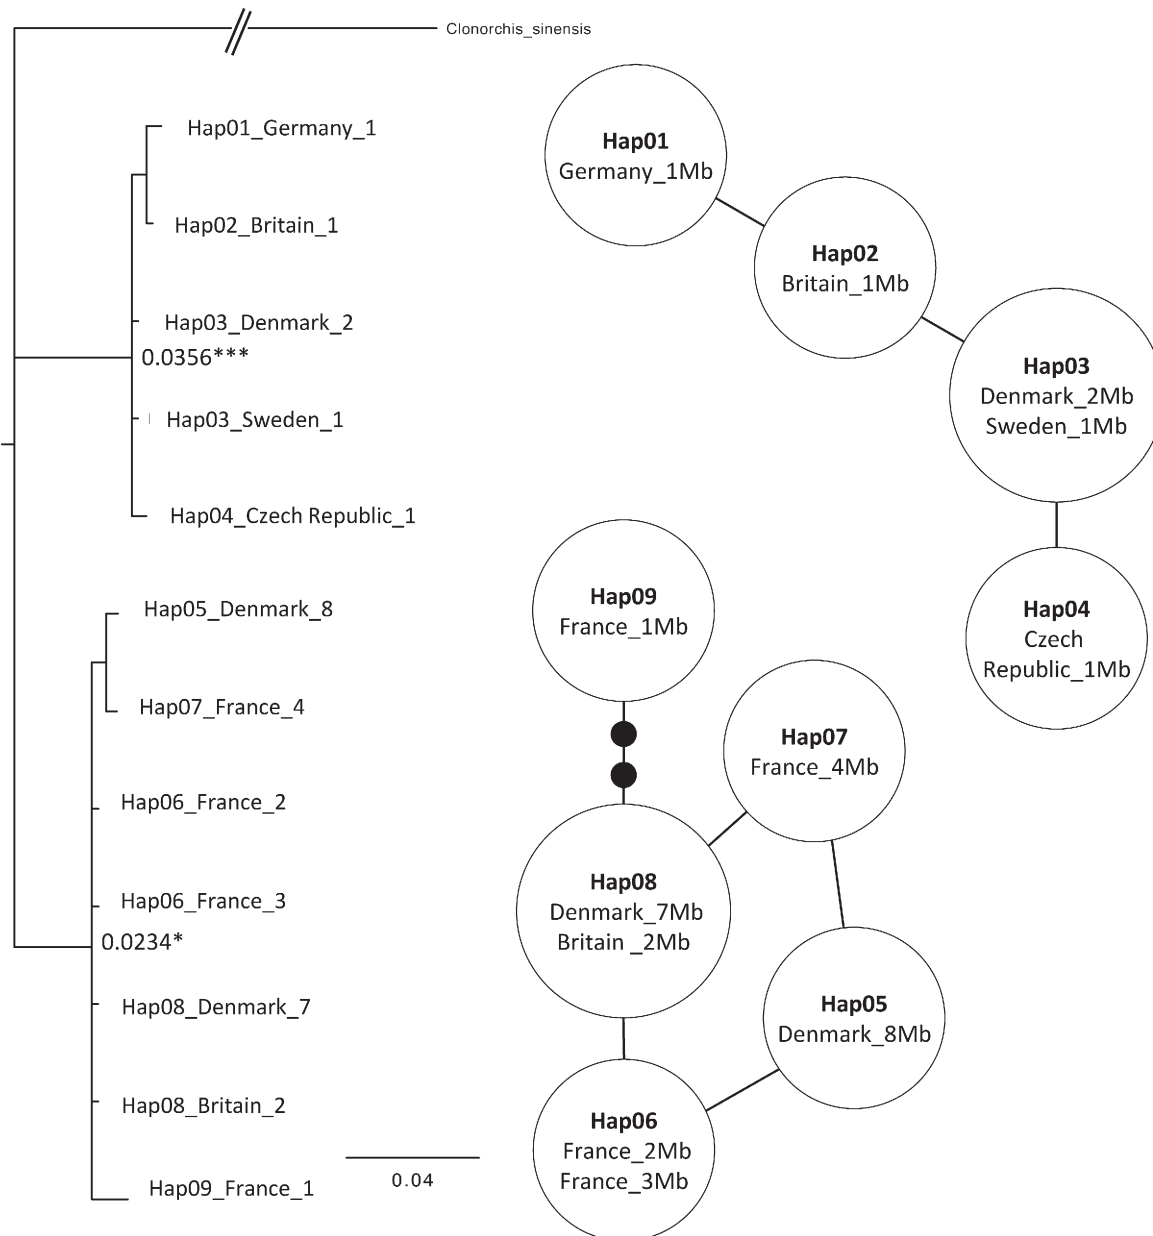 Clonorchis_sinensis
Hap01_Germany_1
Hap02_Britain_1
Hap03_Denmark_2
0.0356***
Hap03_Sweden_1
Hap04_Czech Republic_1
Hap05_Denmark_8
Hap07_France_4
Hap06_France_2
Hap06_France_3
0.0234*
Hap08_Denmark_7
Hap08_Britain_2
Hap09_France_1
0.04
Hap01
Germany_1Mb
Hap02
Britain_1Mb
Hap03
Denmark_2Mb
Sweden_1Mb
Hap04
Czech
Republic_1Mb
Hap09
France_1Mb
Hap07
France_4Mb
Hap08
Denmark_7Mb
Britain _2Mb
Hap05
Denmark_8Mb
Hap06
France_2Mb
France_3Mb